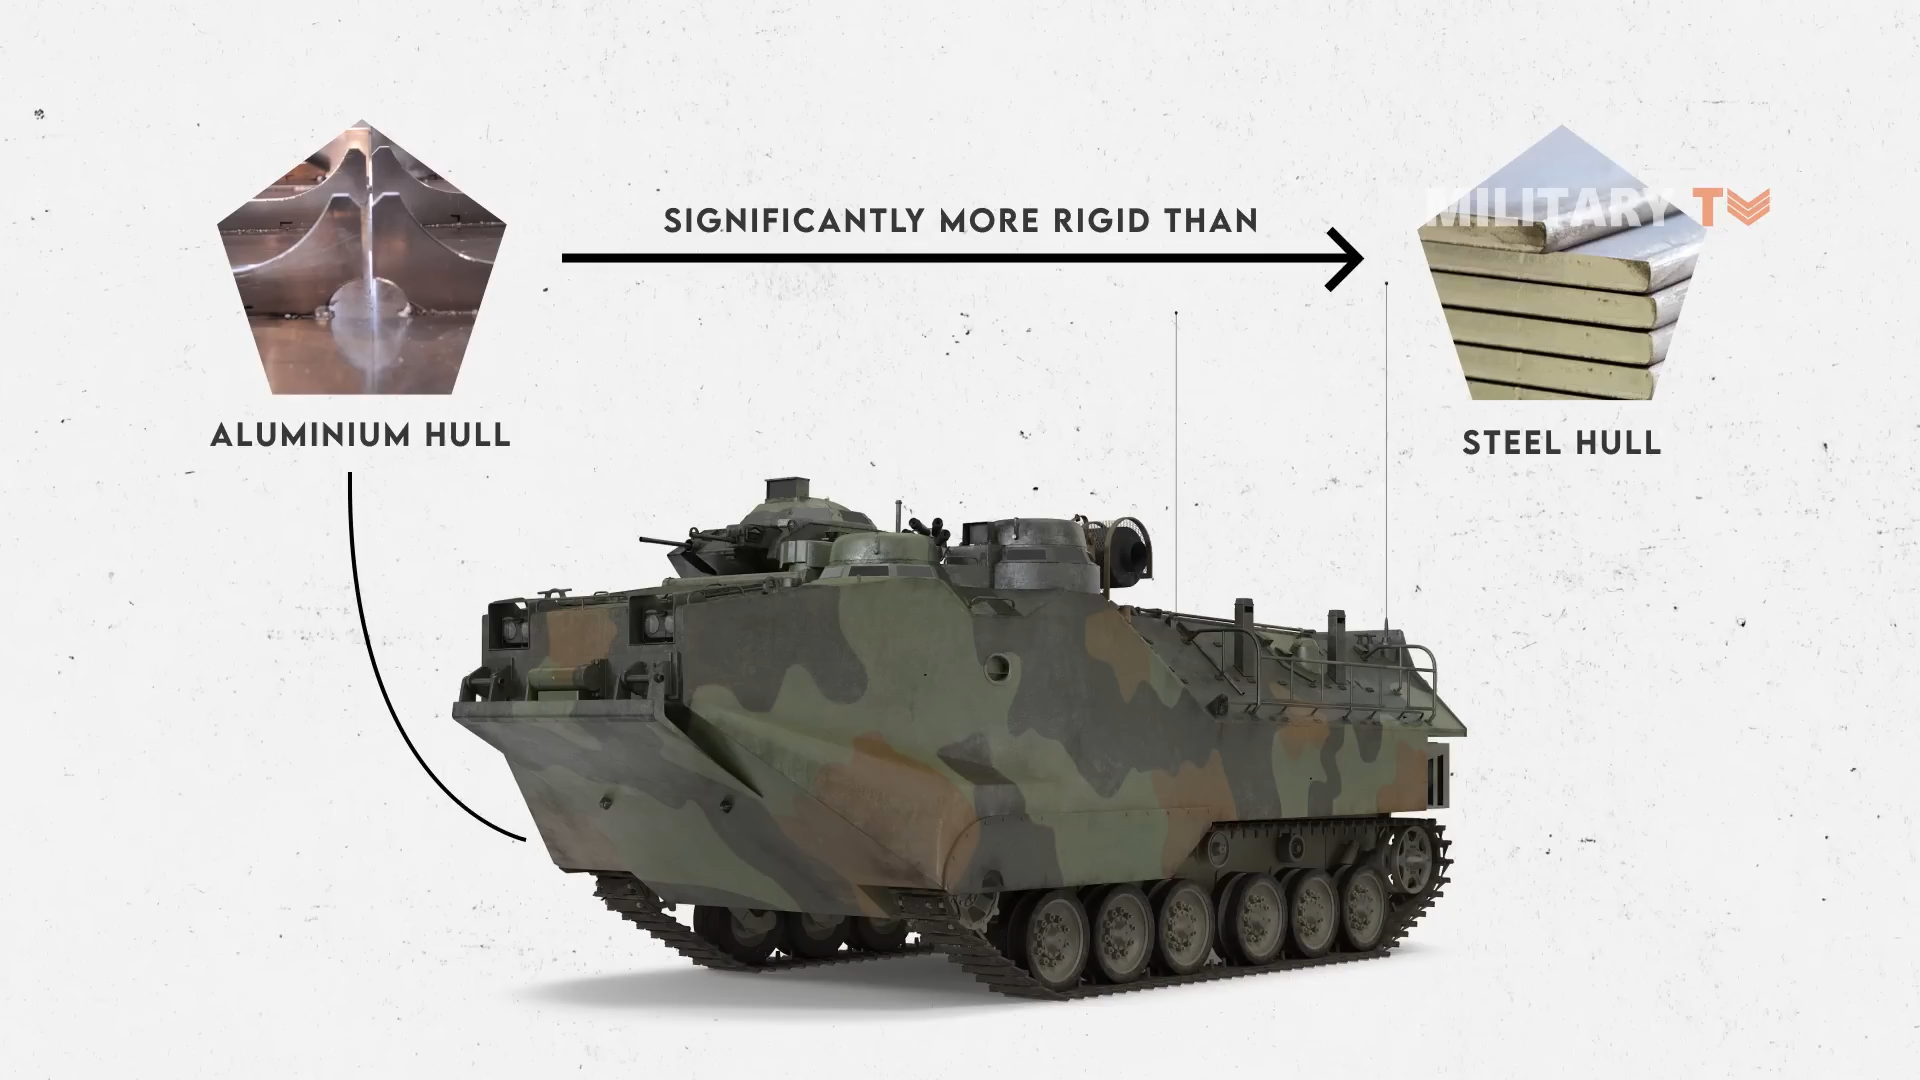 SIGNIFICANTLY MORE RIGID THAN
MILITARY TV
ALUMINIUM HULL
STEEL HULL